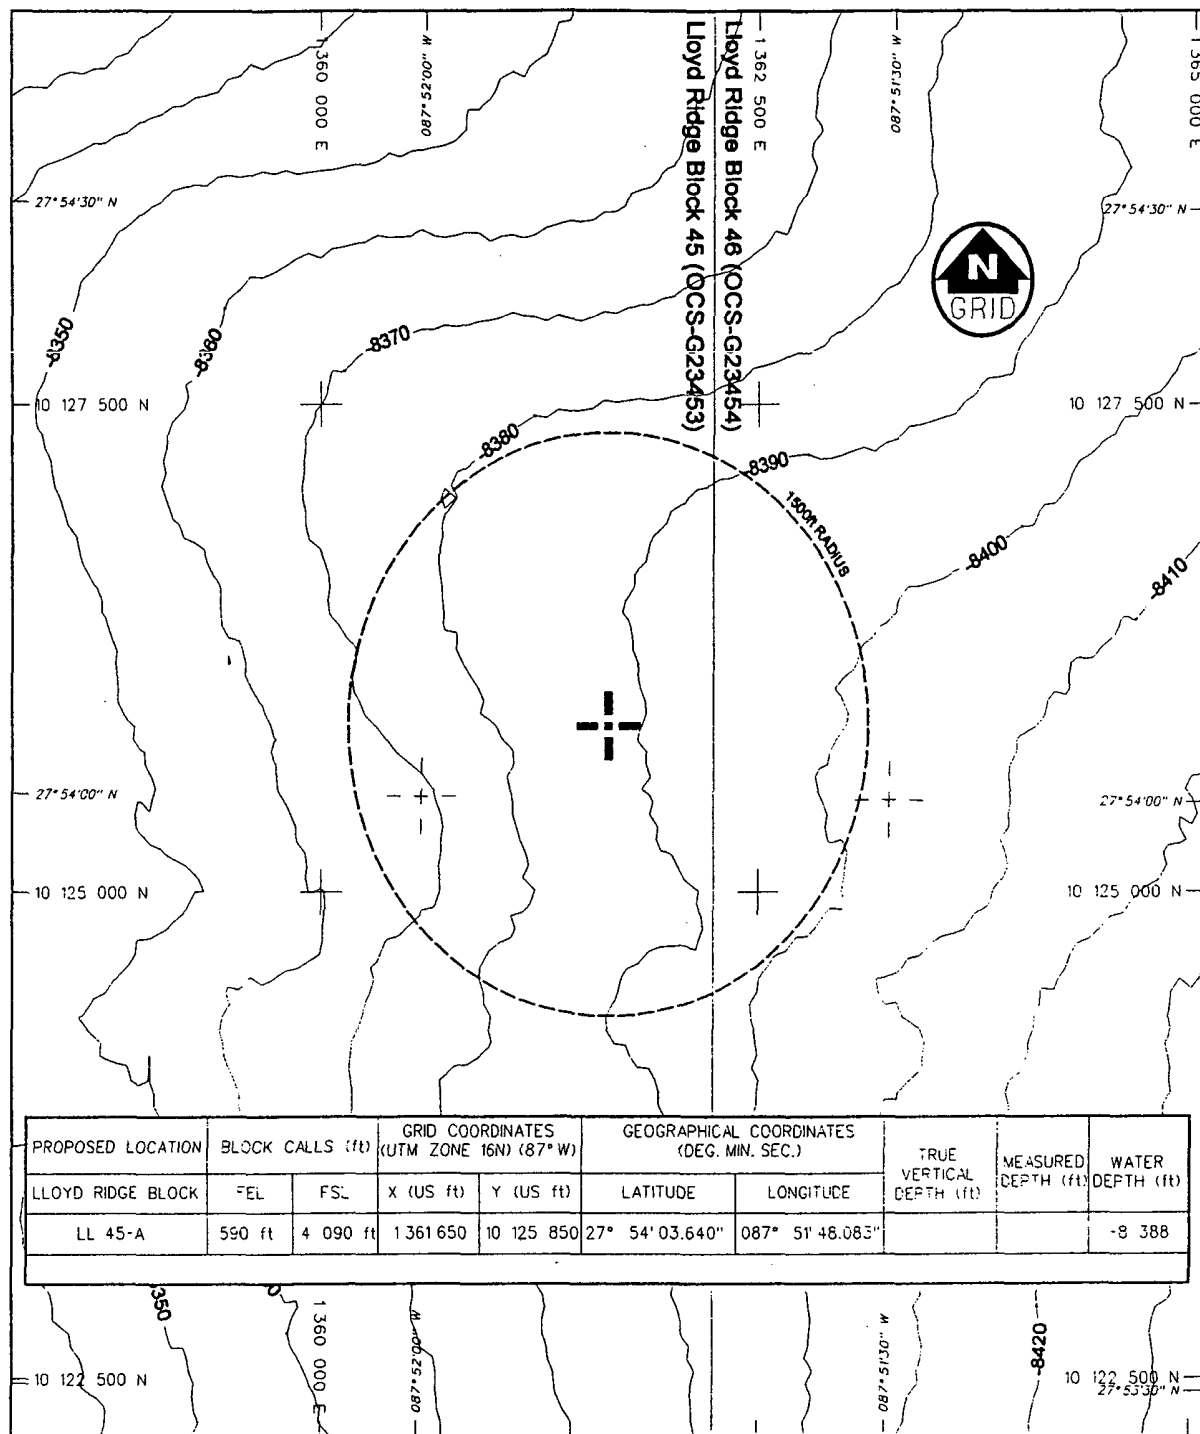 1 360 000 E
087° 52'00" W
Lloyd Ridge Block 45 (OCS-G23453)
Lloyd Ridge Block 46 (OCS-G23454)
1 362 500 E
087° 51'30" W
1 365 000 E
27° 54'30" N
27° 54'30" N
N
GRID
-8350
-8360
-8370
10 127 500 N
10 127 500 N
-8380
-8390
1500ft RADIUS
-8400
-8410
27° 54'00" N
27° 54'00" N
10 125 000 N
10 125 000 N
PROPOSED LOCATION BLOCK CALLS (ft) GRID COORDINATES (UTM ZONE 16N) (87° W) GEOGRAPHICAL COORDINATES (DEG. MIN. SEC.) TRUE VERTICAL DEPTH (ft) MEASURED DEPTH (ft) WATER DEPTH (ft)
LLOYD RIDGE BLOCK FEL FSL X (US ft) Y (US ft) LATITUDE LONGITUDE
LL 45-A 590 ft 4 090 ft 1 361 650 10 125 850 27° 54' 03.640" 087° 51' 48.083" -8 388
350
0
1 360 000 E
087° 52'00" W
087° 51'30" W
-8420
10 122 500 N
10 122 500 N
27° 53'30" N